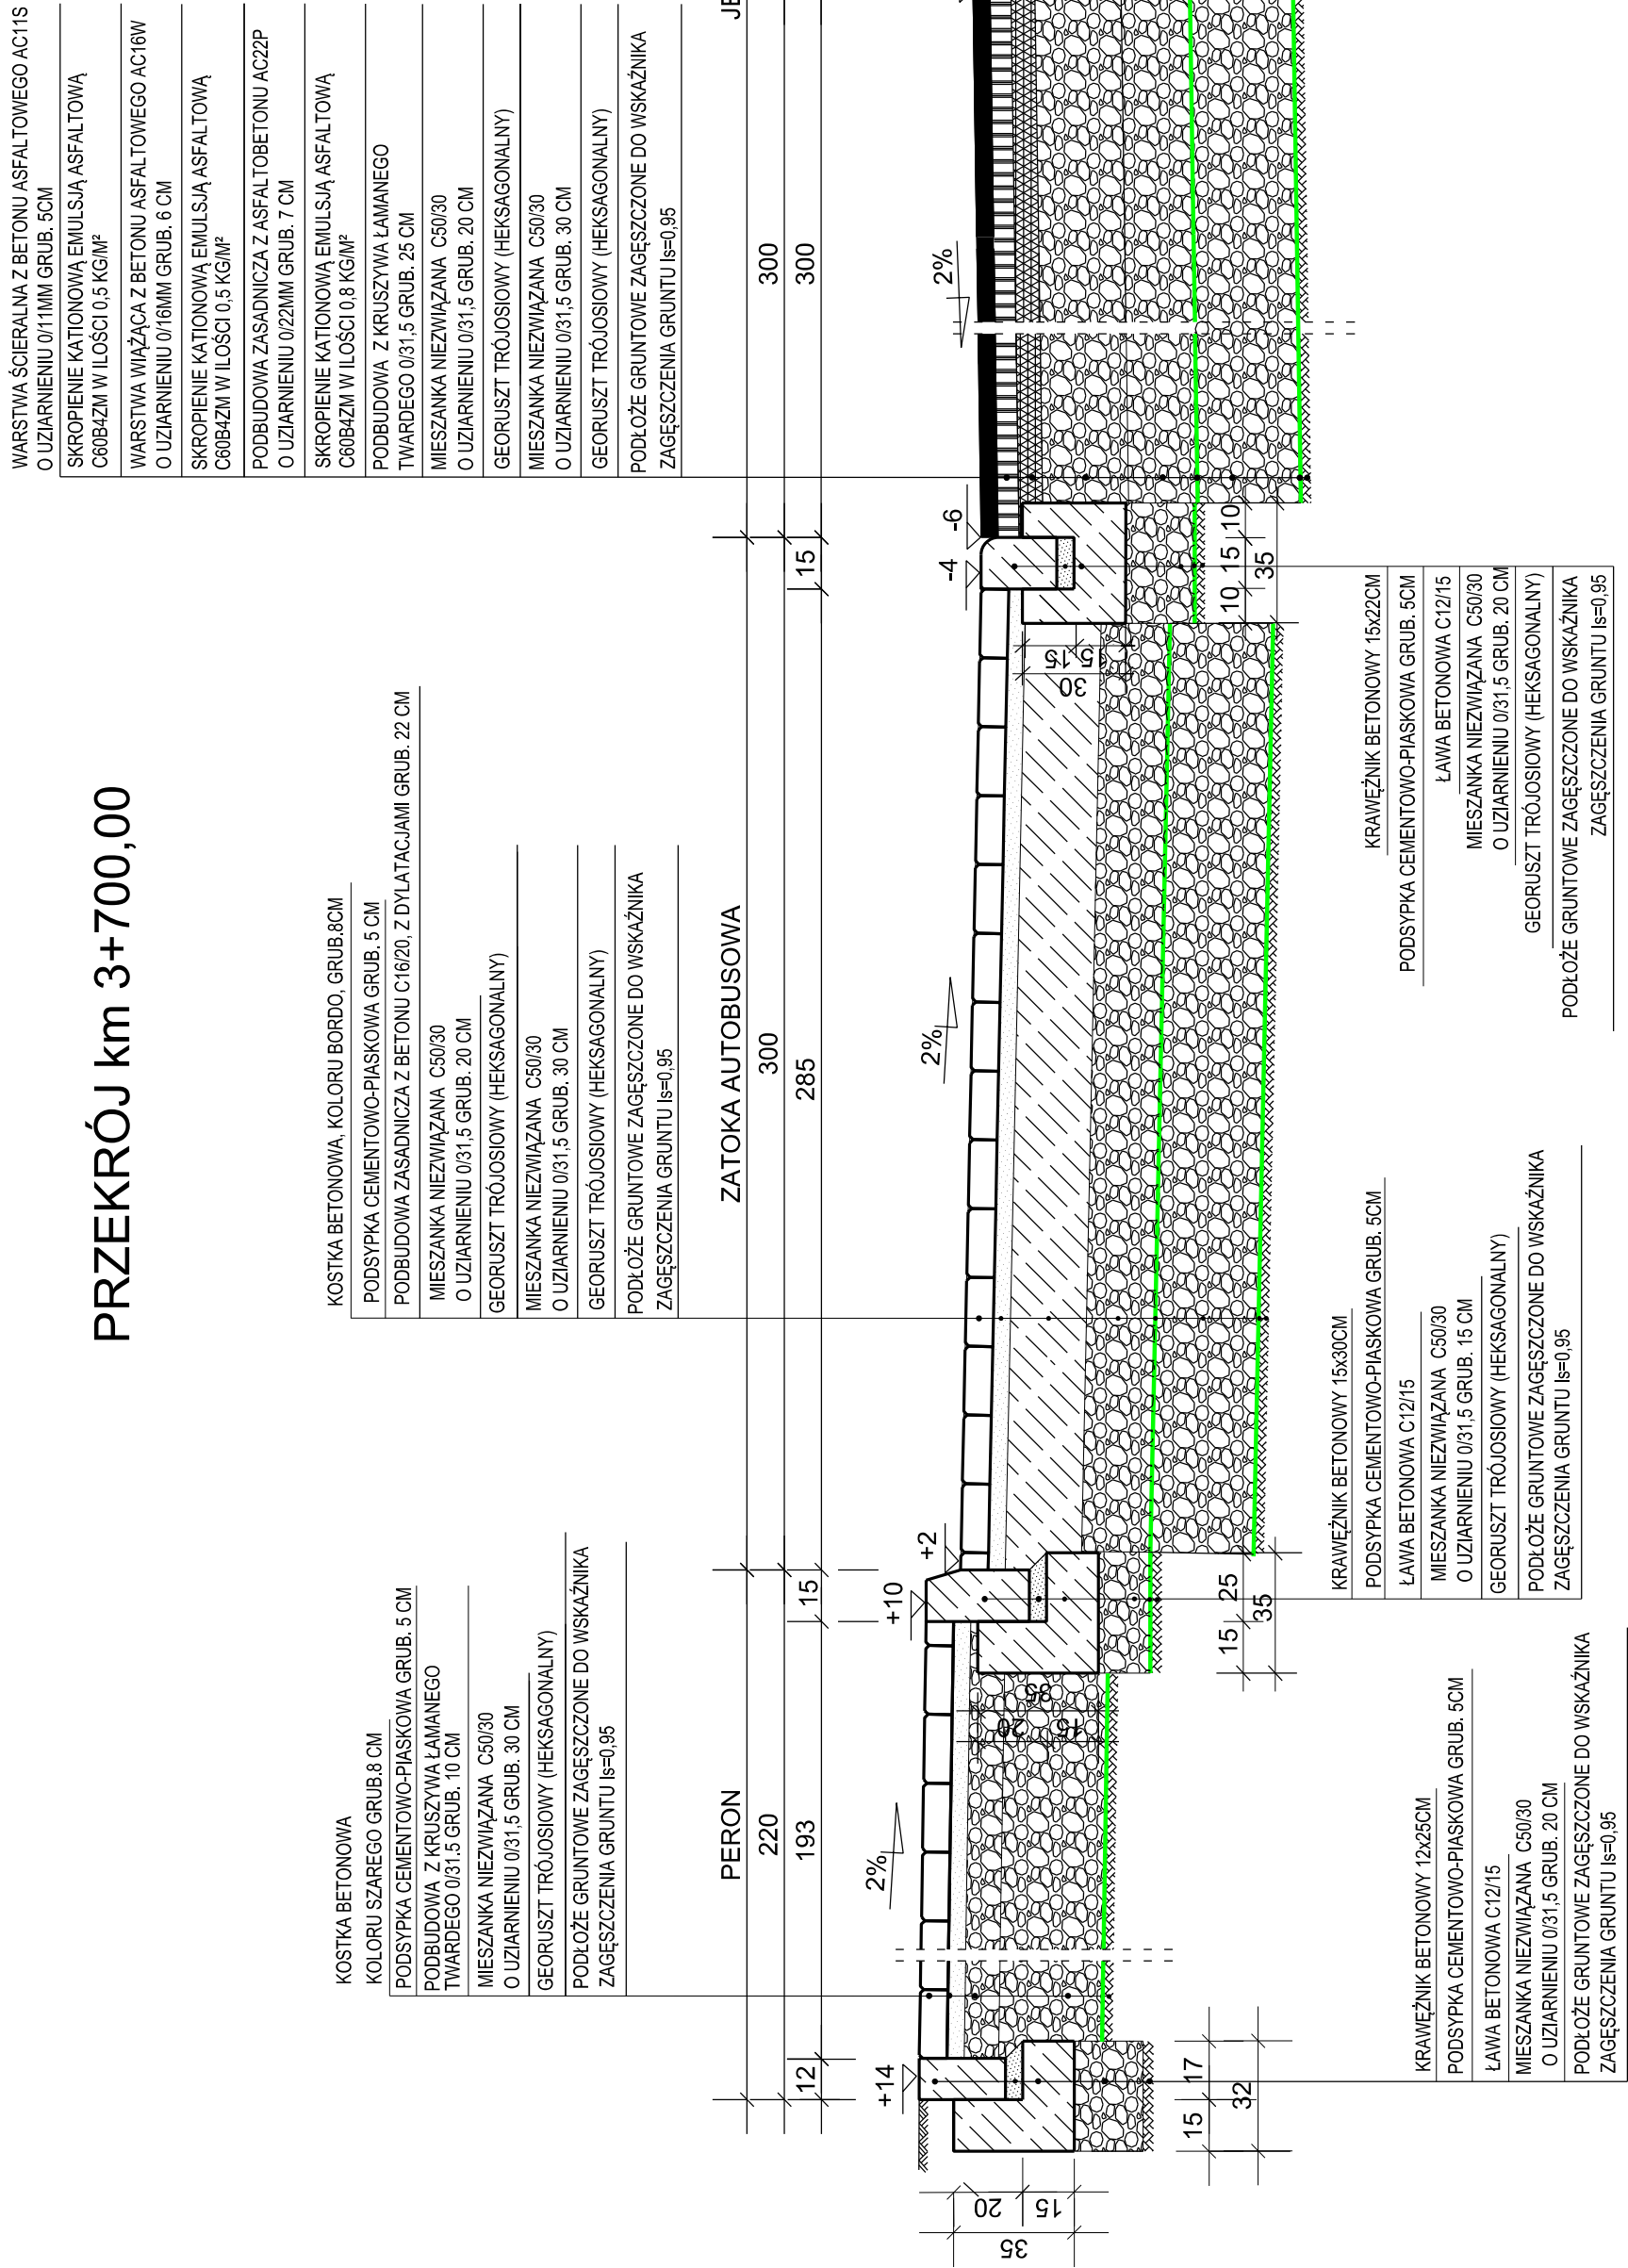 PRZEKRÓJ km 3+700,00
KOSTKA BETONOWA
KOLORU SZAREGO GRUB.8 CM
PODSYPKA CEMENTOWO-PIASKOWA GRUB. 5 CM
PODBUDOWA Z KRUSZYWA ŁAMANEGO
TWARDEGO 0/31.5 GRUB. 10 CM
MIESZANKA NIEZWIĄZANA C50/30
O UZIARNIENIU 0/31,5 GRUB. 30 CM
GEORUSZT TRÓJOSIOWY (HEKSAGONALNY)
PODŁOŻE GRUNTOWE ZAGĘSZCZONE DO WSKAŹNIKA
ZAGĘSZCZENIA GRUNTU Is=0,95
KOSTKA BETONOWA, KOLORU BORDO, GRUB.8CM
PODSYPKA CEMENTOWO-PIASKOWA GRUB. 5 CM
PODBUDOWA ZASADNICZA Z BETONU C16/20, Z DYLATACJAMI GRUB. 22 CM
MIESZANKA NIEZWIĄZANA C50/30
O UZIARNIENIU 0/31,5 GRUB. 20 CM
GEORUSZT TRÓJOSIOWY (HEKSAGONALNY)
MIESZANKA NIEZWIĄZANA C50/30
O UZIARNIENIU 0/31,5 GRUB. 30 CM
GEORUSZT TRÓJOSIOWY (HEKSAGONALNY)
PODŁOŻE GRUNTOWE ZAGĘSZCZONE DO WSKAŹNIKA
ZAGĘSZCZENIA GRUNTU Is=0,95
WARSTWA ŚCIERALNA Z BETONU ASFALTOWEGO AC11S
O UZIARNIENIU 0/11MM GRUB. 5CM
SKROPIENIE KATIONOWĄ EMULSJĄ ASFALTOWĄ
C60B4ZM W ILOŚCI 0,5 KG/M²
WARSTWA WIĄŻĄCA Z BETONU ASFALTOWEGO AC16W
O UZIARNIENIU 0/16MM GRUB. 6 CM
SKROPIENIE KATIONOWĄ EMULSJĄ ASFALTOWĄ
C60B4ZM W ILOŚCI 0,5 KG/M²
PODBUDOWA ZASADNICZA Z ASFALTOBETONU AC22P
O UZIARNIENIU 0/22MM GRUB. 7 CM
SKROPIENIE KATIONOWĄ EMULSJĄ ASFALTOWĄ
C60B4ZM W ILOŚCI 0,8 KG/M²
PODBUDOWA Z KRUSZYWA ŁAMANEGO
TWARDEGO 0/31,5 GRUB. 25 CM
MIESZANKA NIEZWIĄZANA C50/30
O UZIARNIENIU 0/31,5 GRUB. 20 CM
GEORUSZT TRÓJOSIOWY (HEKSAGONALNY)
MIESZANKA NIEZWIĄZANA C50/30
O UZIARNIENIU 0/31,5 GRUB. 30 CM
GEORUSZT TRÓJOSIOWY (HEKSAGONALNY)
PODŁOŻE GRUNTOWE ZAGĘSZCZONE DO WSKAŹNIKA
ZAGĘSZCZENIA GRUNTU Is=0,95
PERON ZATOKA AUTOBUSOWA
220 300 300
12 193 15 285 15 300
+14 2% +10 +2 2% -4 -6 2%
35 20 15
35 20 15
30 15 15
15 17
32
15 25
35
10 15 10
35
KRAWĘŻNIK BETONOWY 12x25CM
PODSYPKA CEMENTOWO-PIASKOWA GRUB. 5CM
ŁAWA BETONOWA C12/15
MIESZANKA NIEZWIĄZANA C50/30
O UZIARNIENIU 0/31,5 GRUB. 20 CM
PODŁOŻE GRUNTOWE ZAGĘSZCZONE DO WSKAŹNIKA
ZAGĘSZCZENIA GRUNTU Is=0,95
KRAWĘŻNIK BETONOWY 15x30CM
PODSYPKA CEMENTOWO-PIASKOWA GRUB. 5CM
ŁAWA BETONOWA C12/15
MIESZANKA NIEZWIĄZANA C50/30
O UZIARNIENIU 0/31,5 GRUB. 15 CM
GEORUSZT TRÓJOSIOWY (HEKSAGONALNY)
PODŁOŻE GRUNTOWE ZAGĘSZCZONE DO WSKAŹNIKA
ZAGĘSZCZENIA GRUNTU Is=0,95
KRAWĘŻNIK BETONOWY 15x22CM
PODSYPKA CEMENTOWO-PIASKOWA GRUB. 5CM
ŁAWA BETONOWA C12/15
MIESZANKA NIEZWIĄZANA C50/30
O UZIARNIENIU 0/31,5 GRUB. 20 CM
GEORUSZT TRÓJOSIOWY (HEKSAGONALNY)
PODŁOŻE GRUNTOWE ZAGĘSZCZONE DO WSKAŹNIKA
ZAGĘSZCZENIA GRUNTU Is=0,95